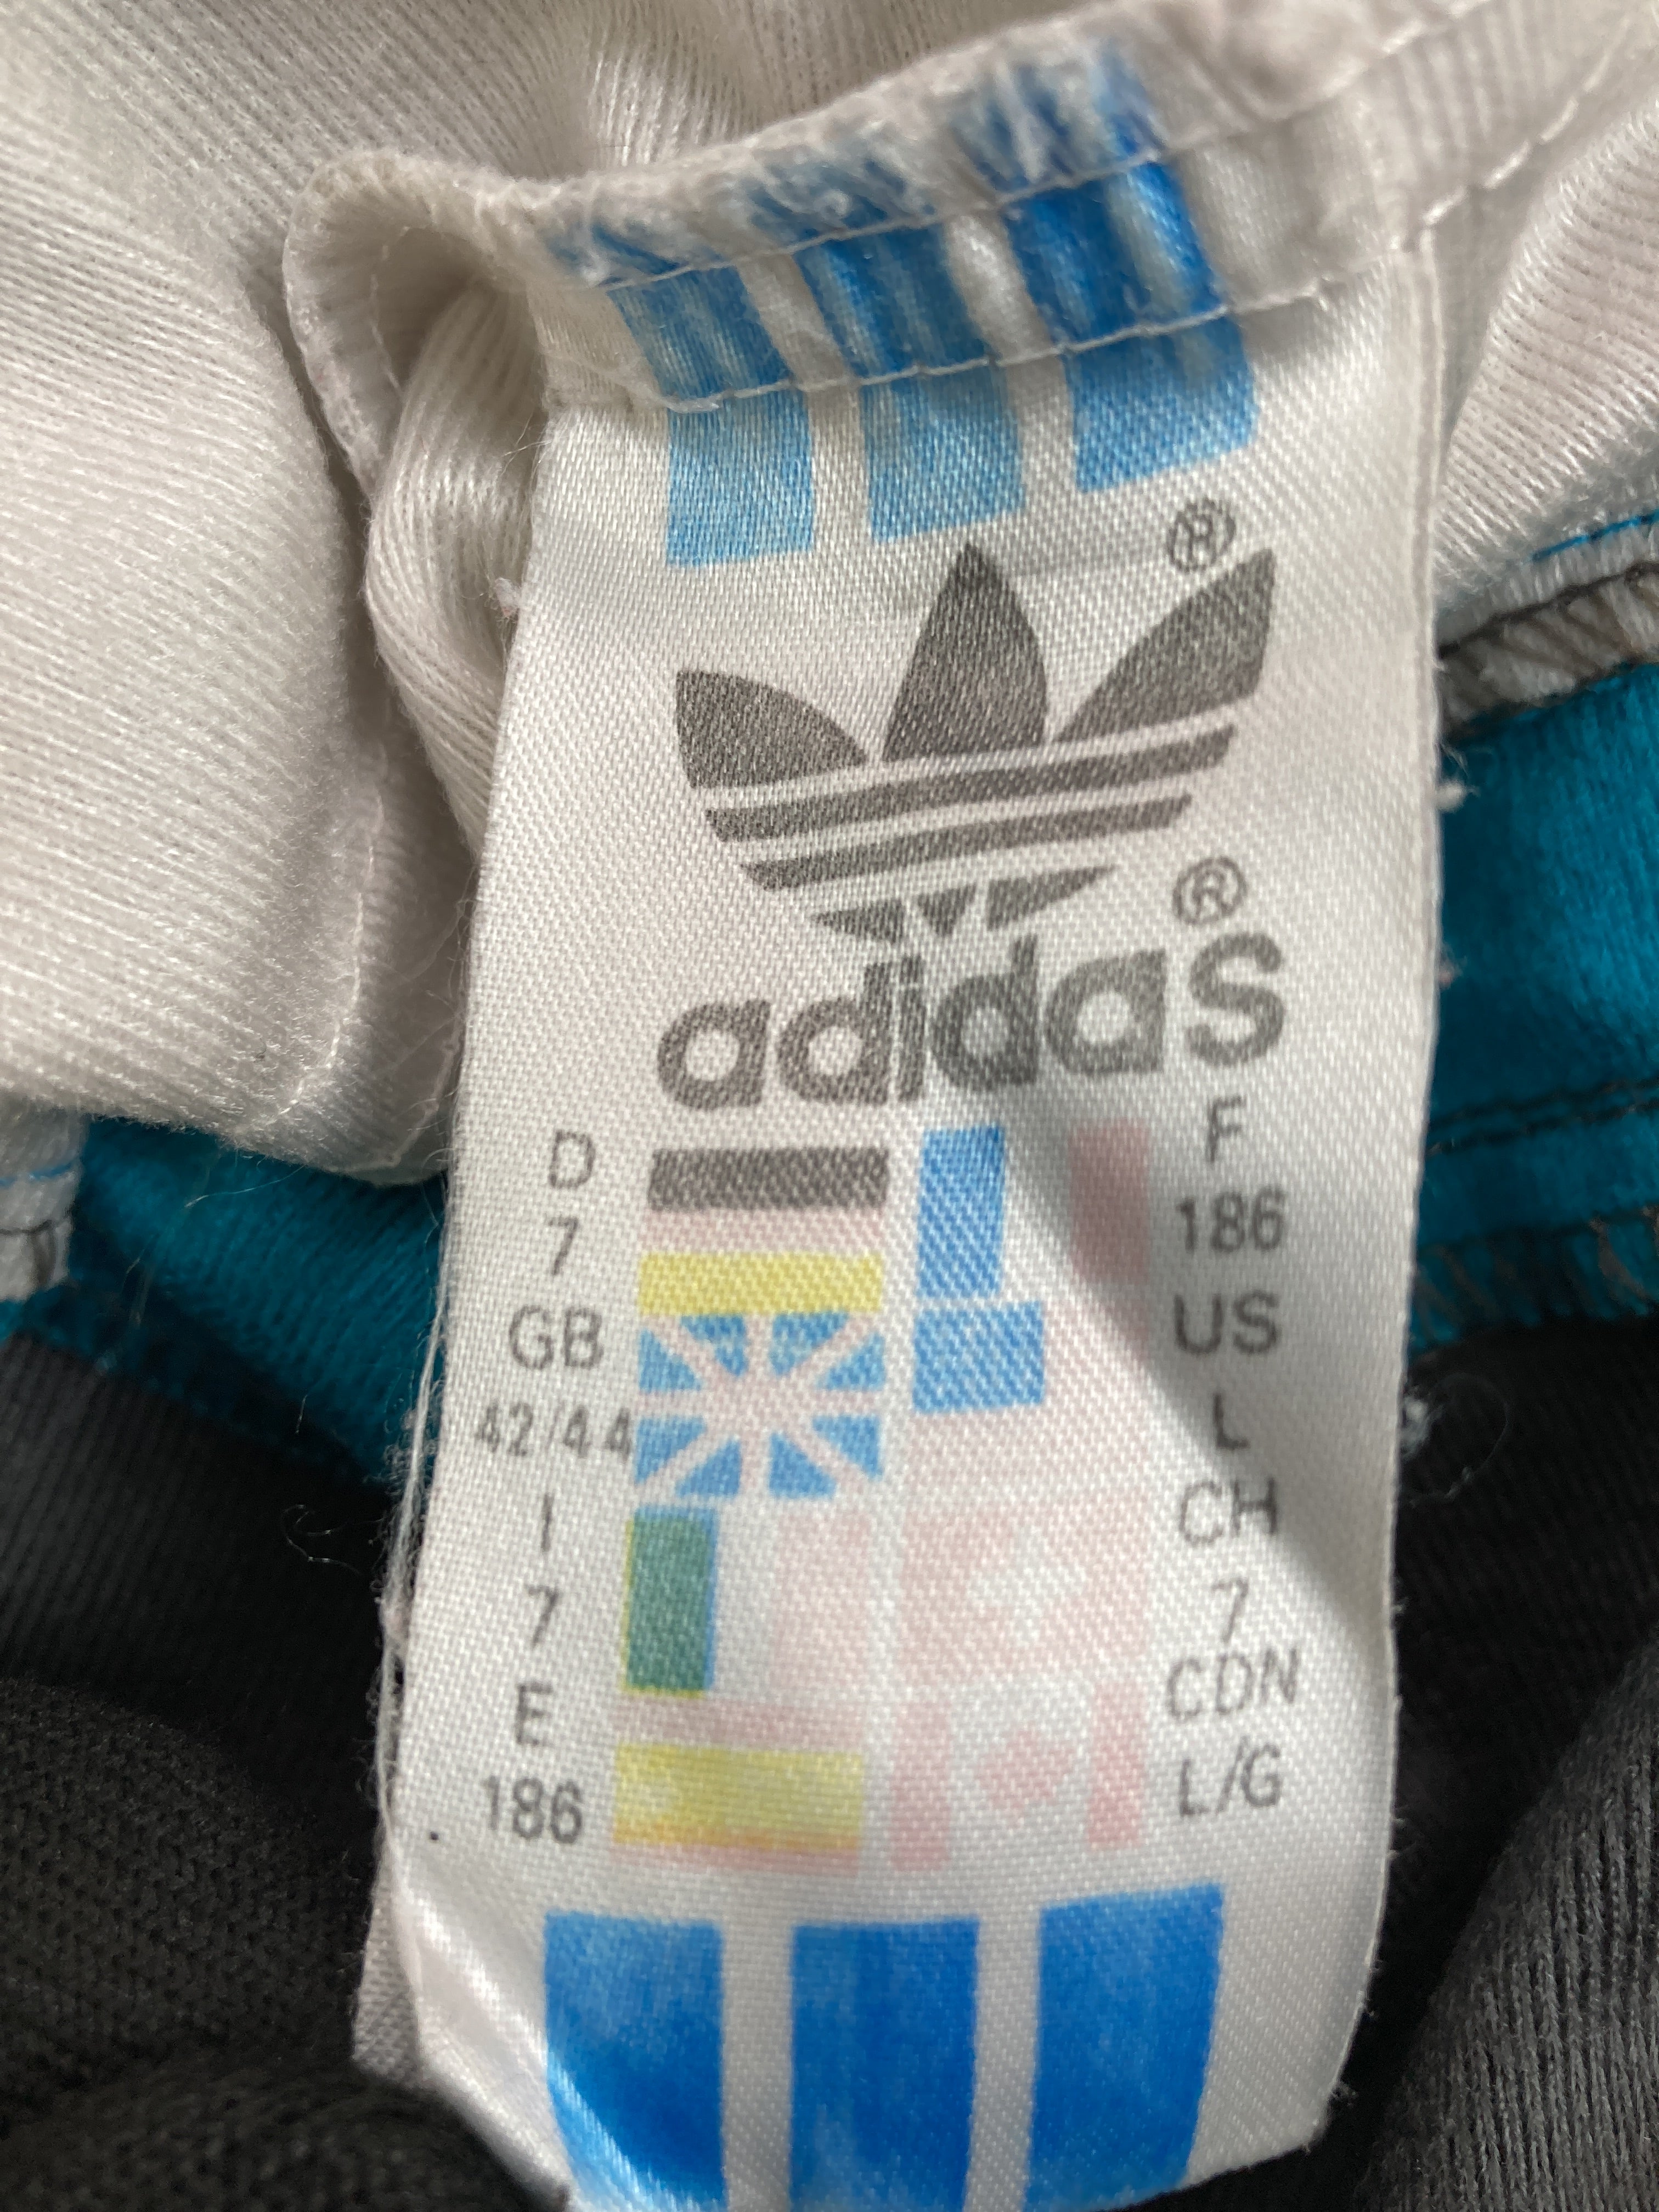 ®
®
adidas
D
7
GB
42/44
I
7
E
186
F
186
US
L
CH
7
CDN
L/G